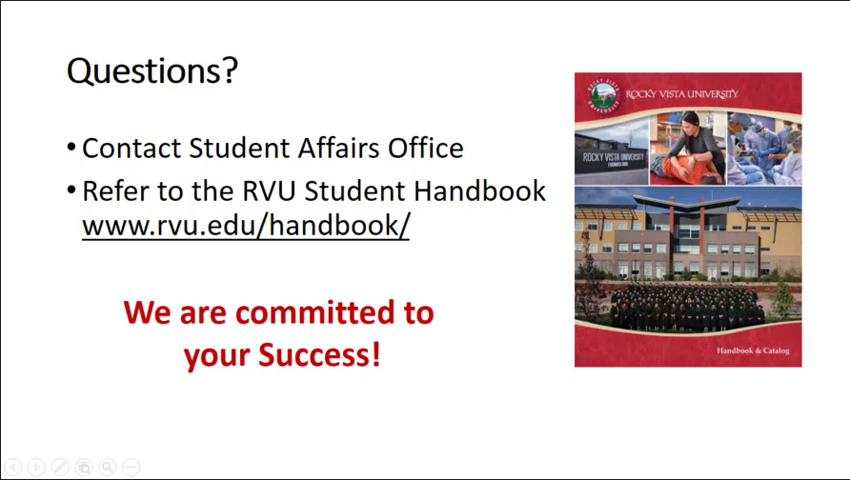 Questions?
• Contact Student Affairs Office
• Refer to the RVU Student Handbook
www.rvu.edu/handbook/
We are committed to
your Success!
ROCKY VISTA UNIVERSITY
ROCKY VISTA UNIVERSITY
Handbook & Catalog